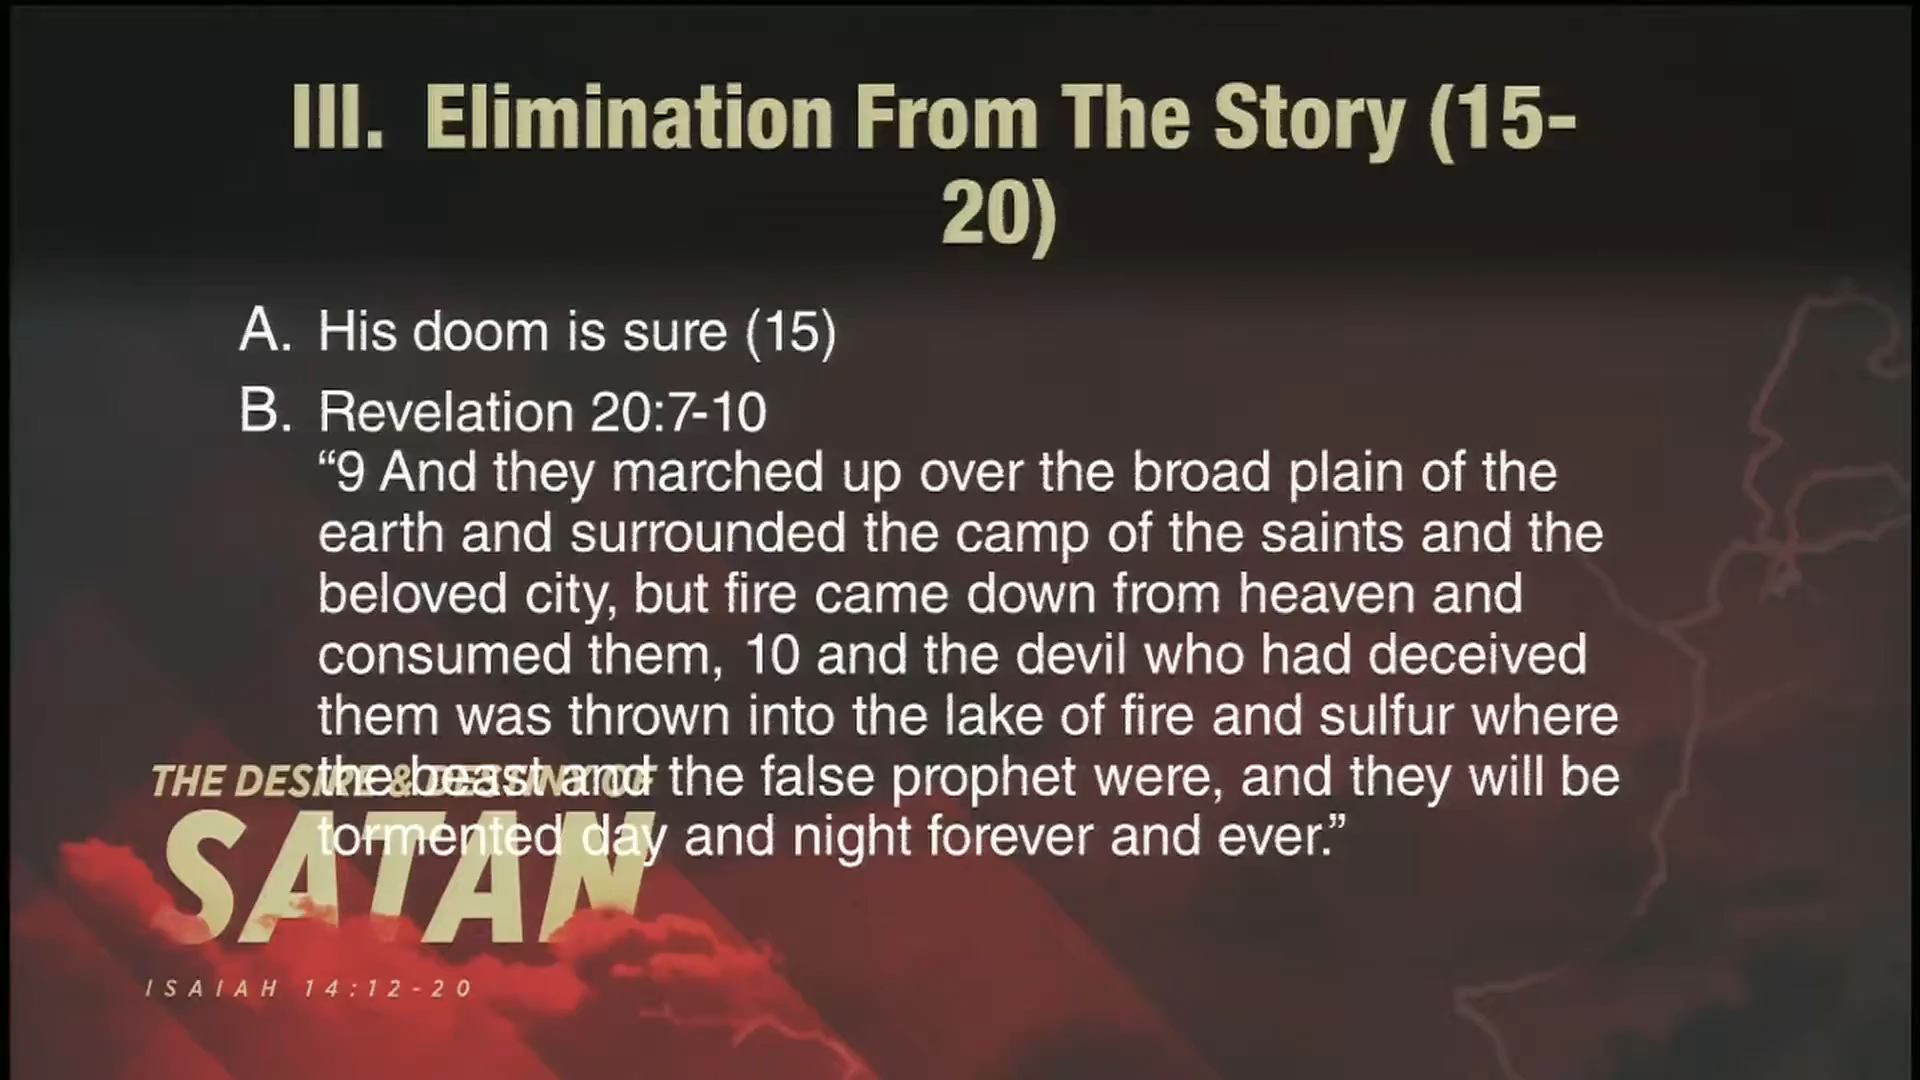 III. Elimination From The Story (15-
20)
A. His doom is sure (15)
B. Revelation 20:7-10
“9 And they marched up over the broad plain of the
earth and surrounded the camp of the saints and the
beloved city, but fire came down from heaven and
consumed them, 10 and the devil who had deceived
them was thrown into the lake of fire and sulfur where
the beast and the false prophet were, and they will be
tormented day and night forever and ever.”
THE DESIRE & DESTINY OF
SATAN
ISAIAH 14:12-20